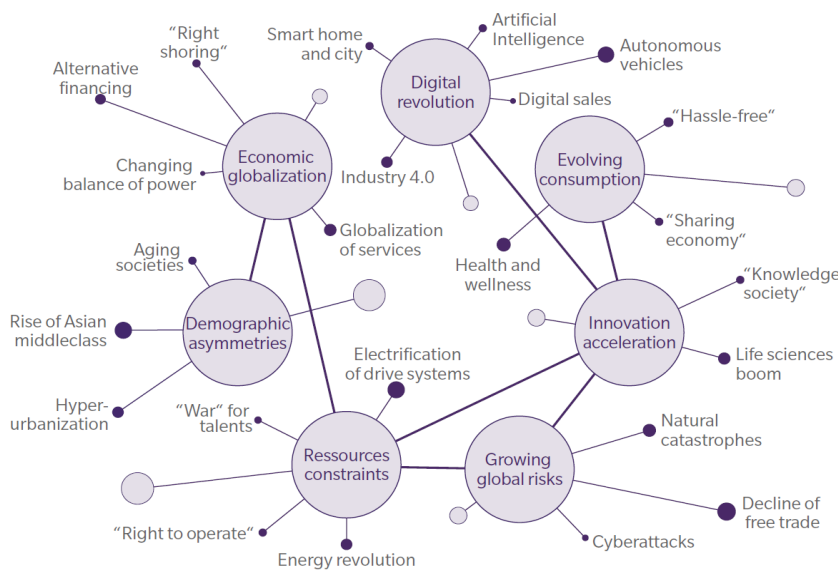 "Right
shoring"
Alternative
financing
Economic
globalization
Changing
balance of power
Globalization
of services
Smart home
and city
Artificial
Intelligence
Digital
revolution
Autonomous
vehicles
Digital sales
Industry 4.0
"Hassle-free"
Evolving
consumption
"Sharing
economy"
Health and
wellness
Aging
societies
Rise of Asian
middleclass
Demographic
asymmetries
Hyper-
urbanization
"Knowledge
society"
Innovation
acceleration
Life sciences
boom
Electrification
of drive systems
"War" for
talents
Ressources
constraints
"Right to operate"
Energy revolution
Natural
catastrophes
Growing
global risks
Decline of
free trade
Cyberattacks